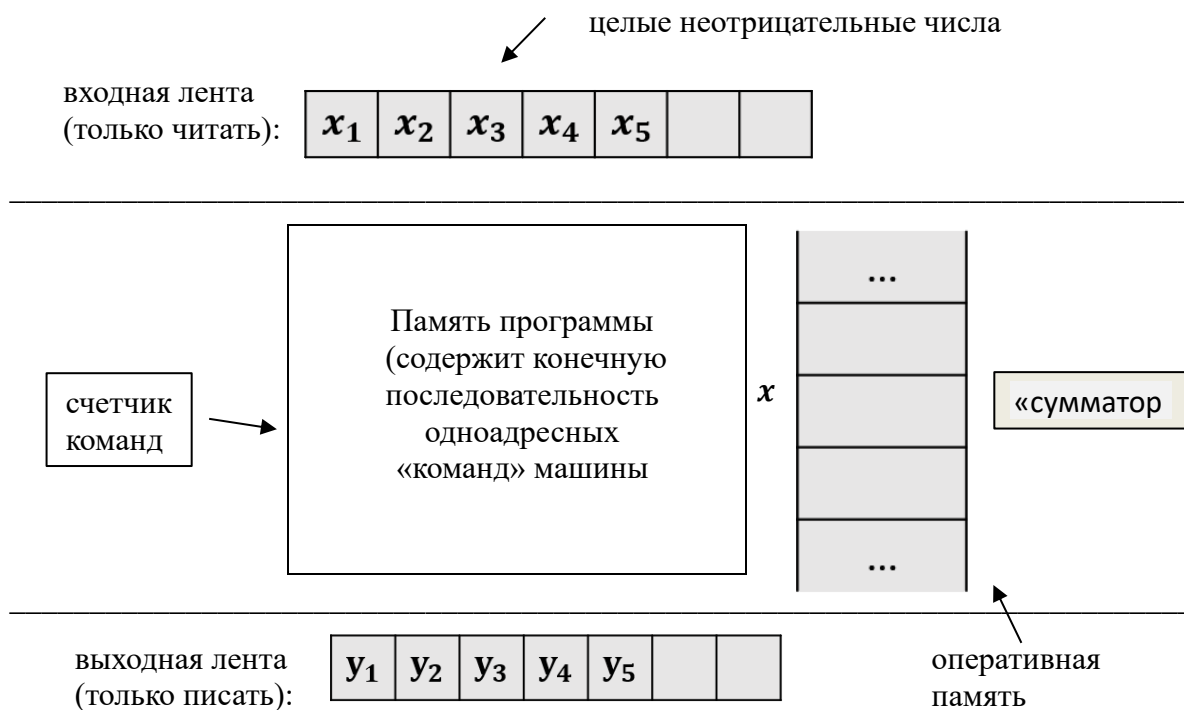 целые неотрицательные числа
входная лента
(только читать):
x₁ x₂ x₃ x₄ x₅
...
Память программы
(содержит конечную
последовательность
одноадресных
«команд» машины
счетчик
команд
x
«сумматор
...
выходная лента
(только писать):
y₁ y₂ y₃ y₄ y₅
оперативная
память